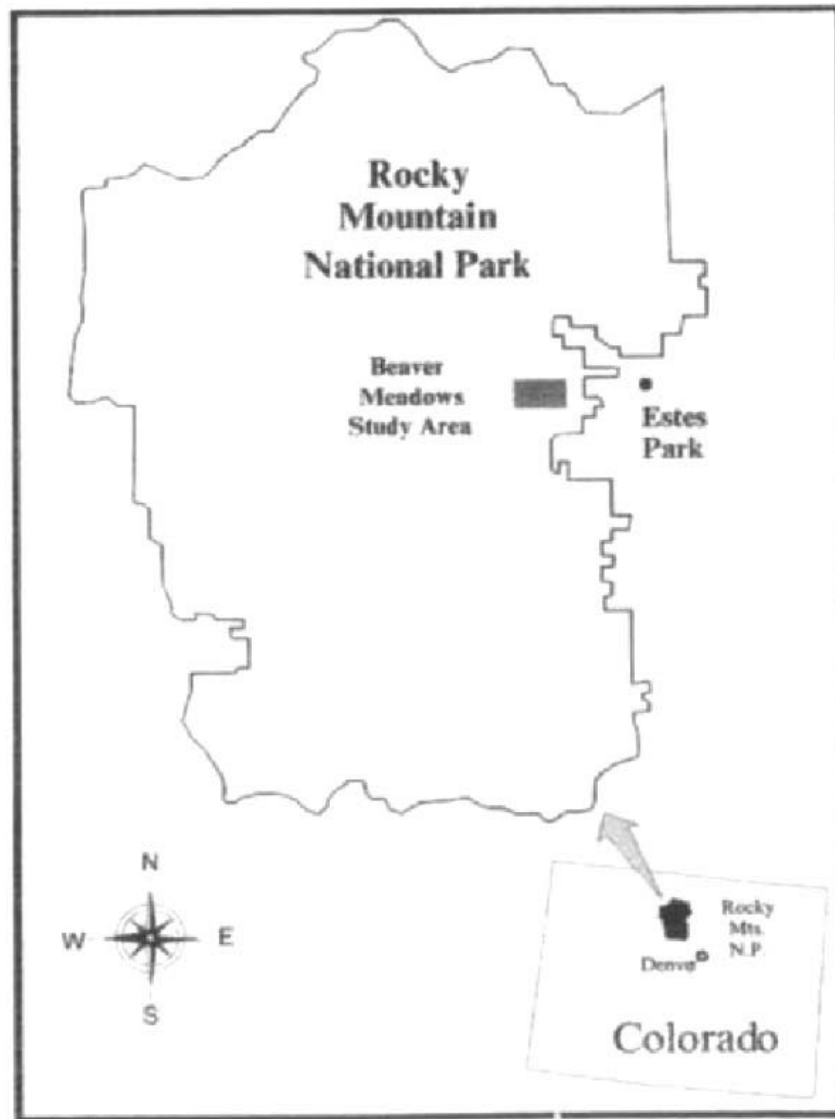 Rocky
Mountain
National Park
Beaver
Meadows
Study Area
Estes
Park
N
W
E
S
Rocky
Mts.
N.P.
Denver
Colorado